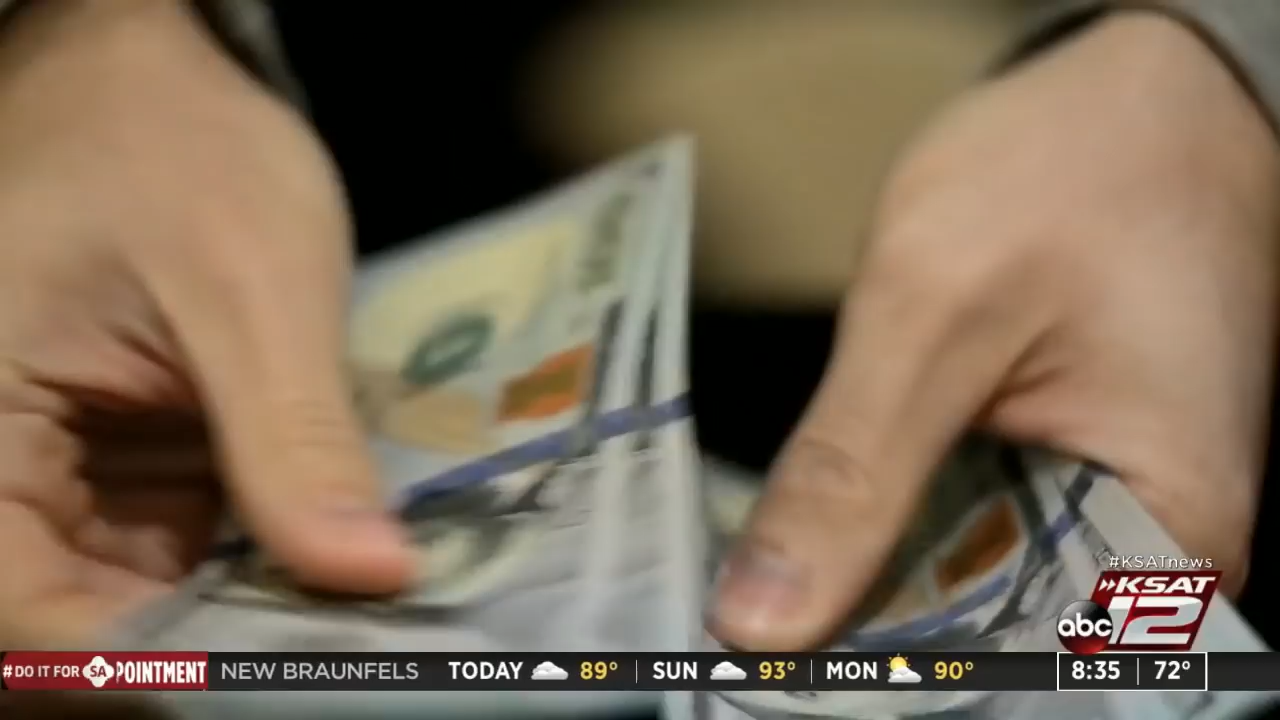 #KSATnews
KSAT
abc 12
#DO IT FOR SA POINTMENT NEW BRAUNFELS TODAY 89° SUN 93° MON 90° 8:35 72°